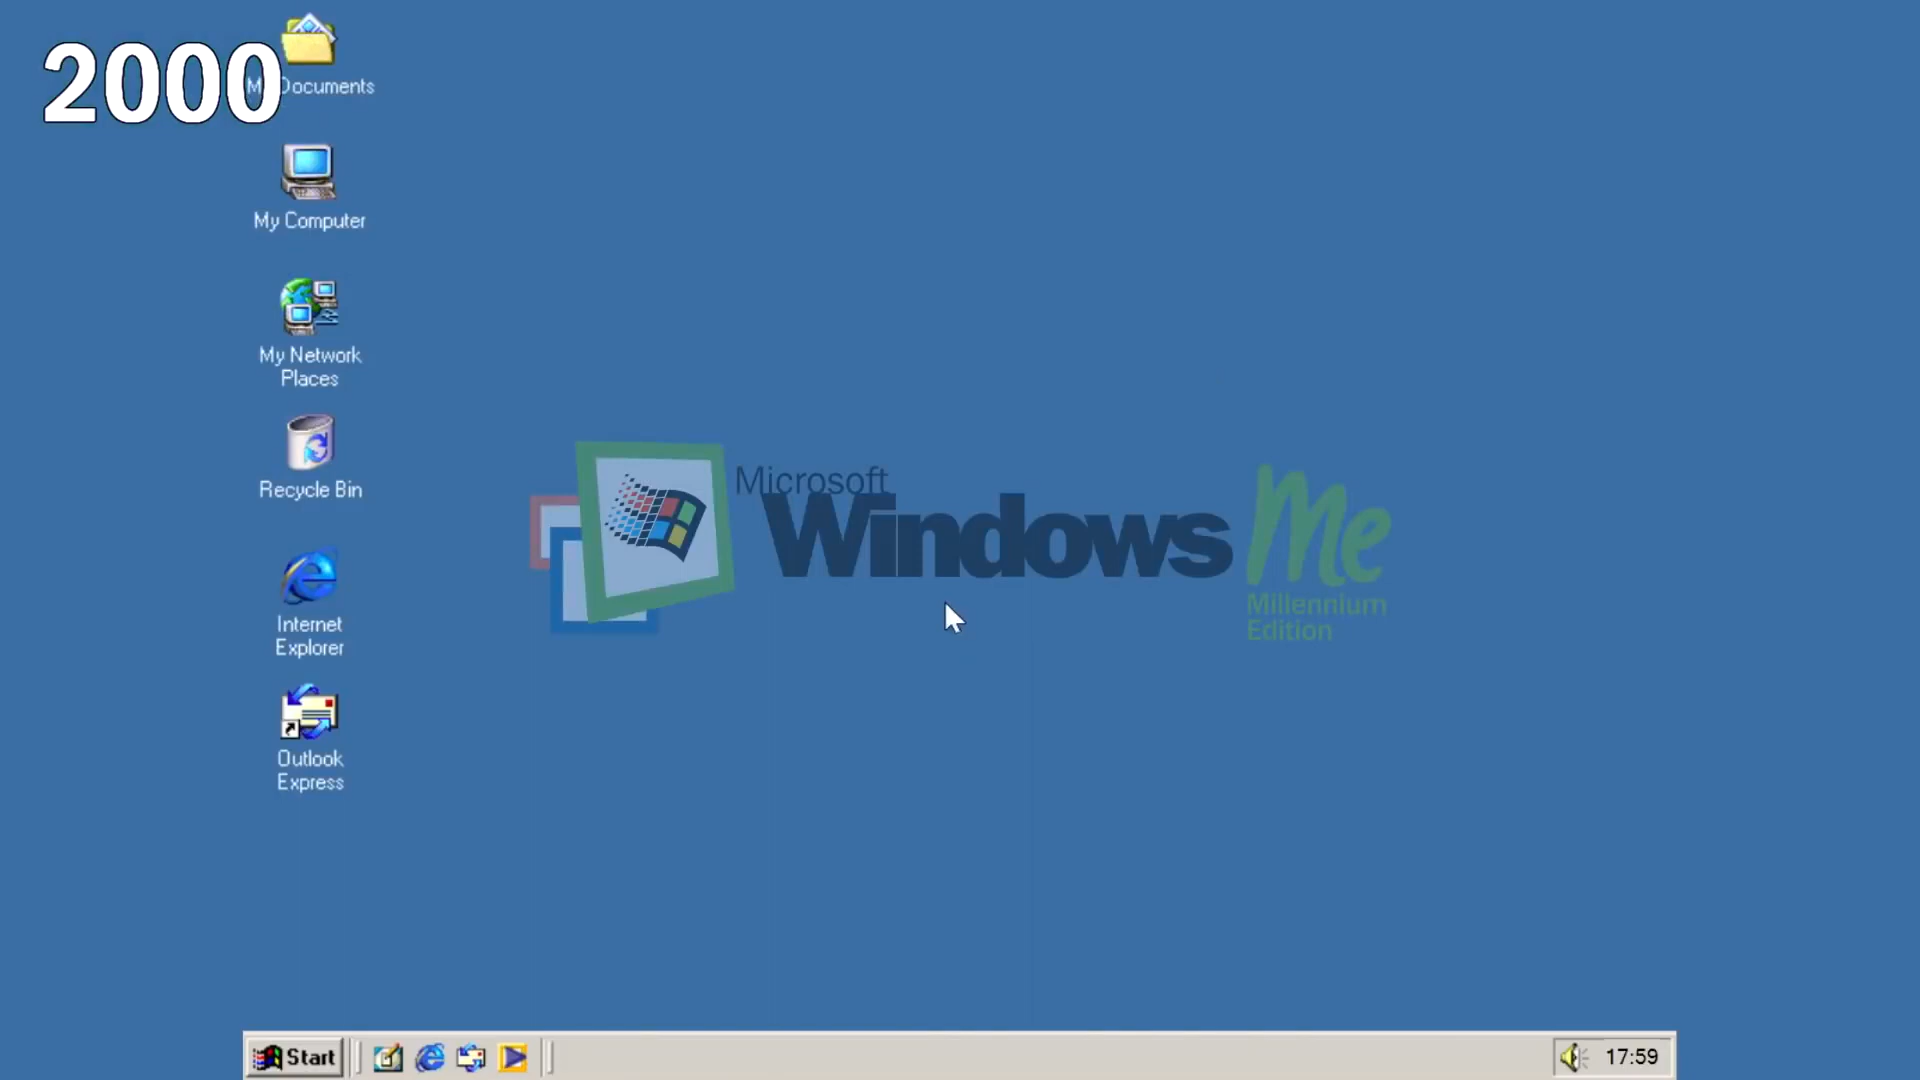 2000
My Documents
My Computer
My Network
Places
Recycle Bin
Internet
Explorer
Outlook
Express
Microsoft
Windows Me
Millennium
Edition
Start
17:59